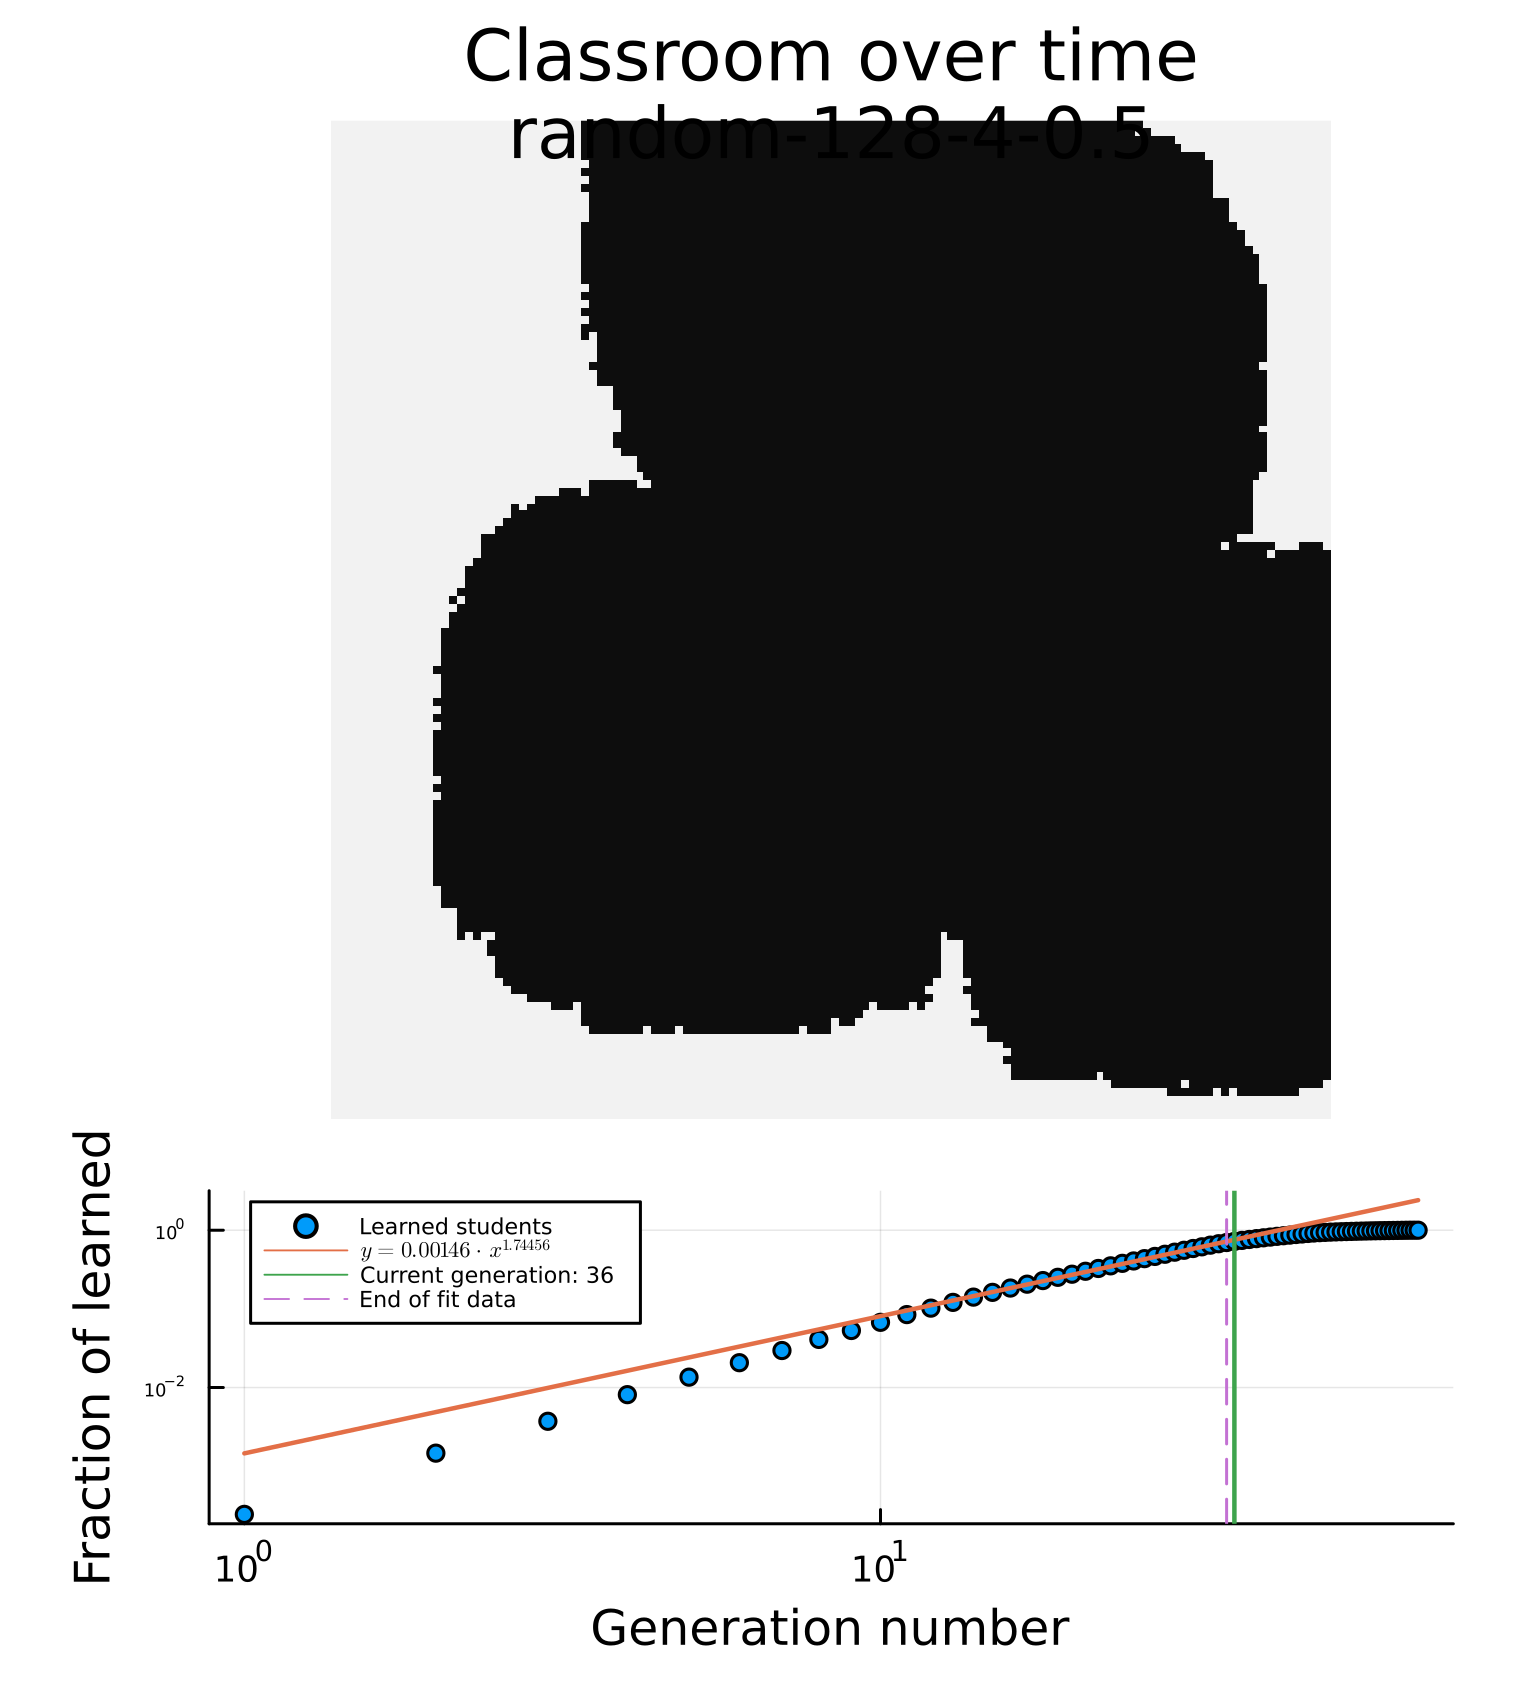 Classroom over time
random-128-4-0.5
Fraction of learned
10^0
10^-2
Learned students
y = 0.00146 · x^1.74456
Current generation: 36
End of fit data
10^0
10^1
Generation number